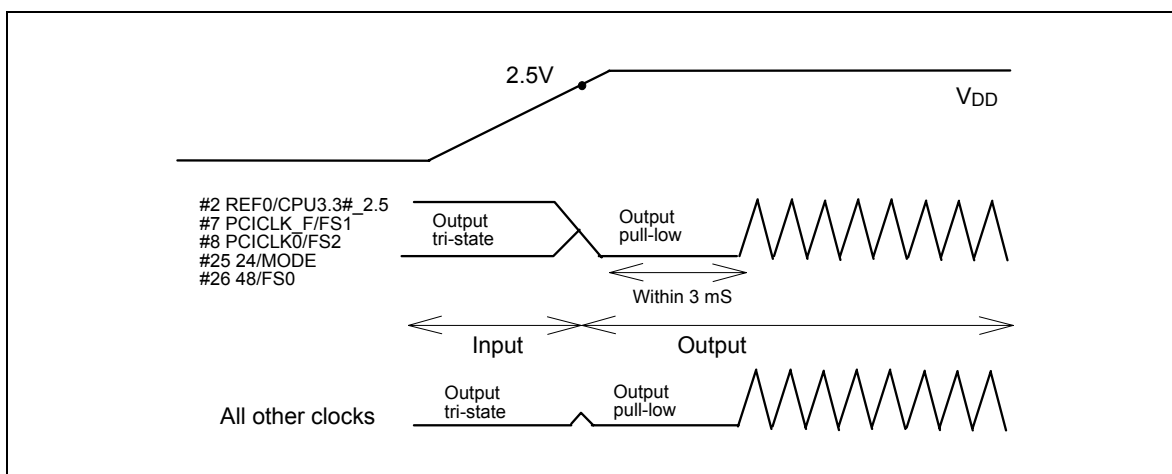 2.5V
VDD
#2 REF0/CPU3.3#_2.5
#7 PCICLK_F/FS1
#8 PCICLK0/FS2
#25 24/MODE
#26 48/FS0
Output
tri-state
Output
pull-low
Within 3 mS
Input
Output
All other clocks
Output
tri-state
Output
pull-low